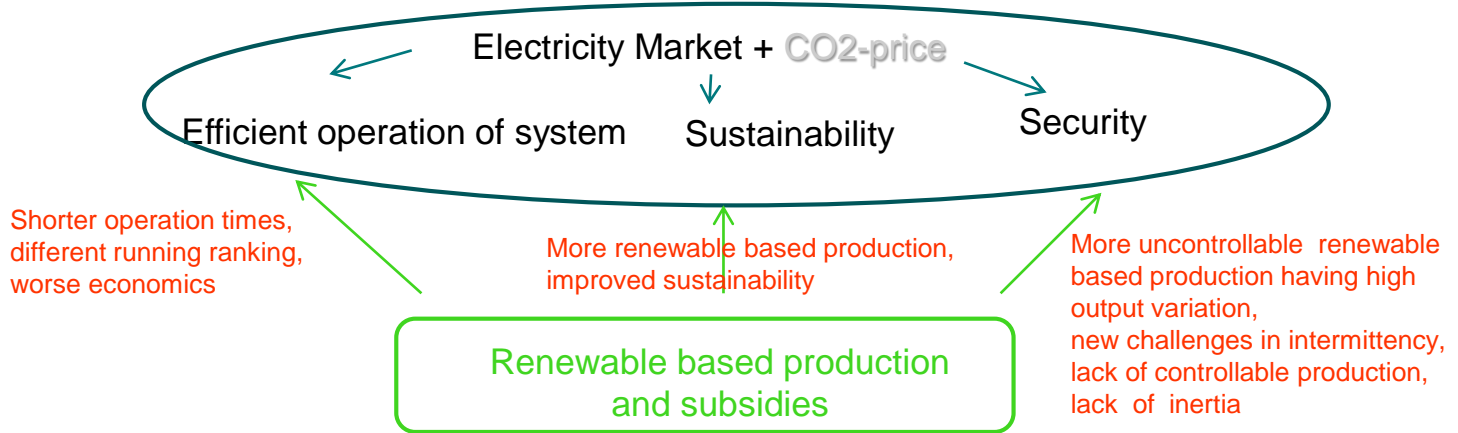 Electricity Market + CO2-price
Efficient operation of system
Sustainability
Security
Shorter operation times,
different running ranking,
worse economics
More renewable based production,
improved sustainability
More uncontrollable renewable
based production having high
output variation,
new challenges in intermittency,
lack of controllable production,
lack of inertia
Renewable based production
and subsidies